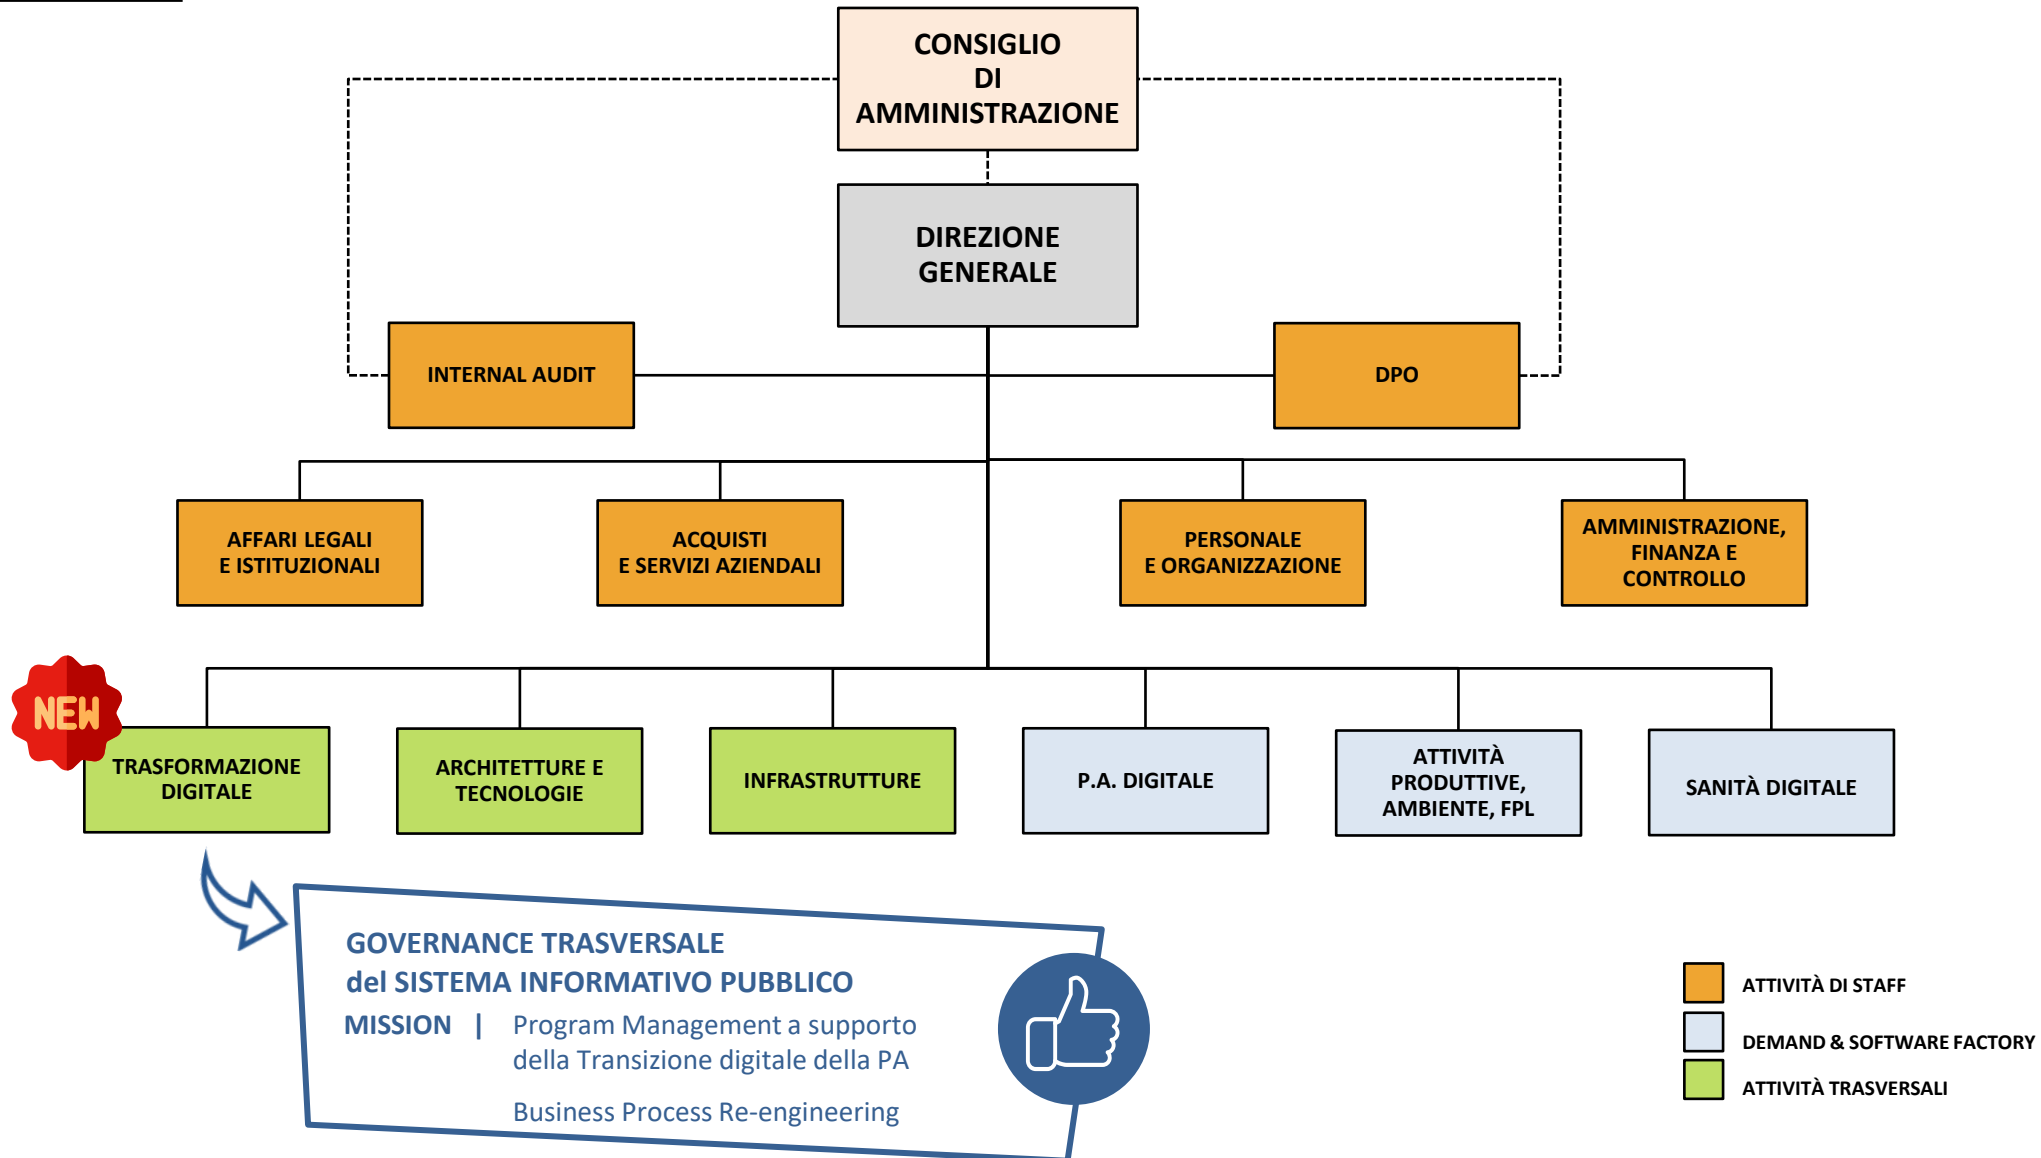 CONSIGLIO
DI
AMMINISTRAZIONE
DIREZIONE
GENERALE
INTERNAL AUDIT
DPO
AFFARI LEGALI
E ISTITUZIONALI
ACQUISTI
E SERVIZI AZIENDALI
PERSONALE
E ORGANIZZAZIONE
AMMINISTRAZIONE,
FINANZA E
CONTROLLO
NEW
TRASFORMAZIONE
DIGITALE
ARCHITETTURE E
TECNOLOGIE
INFRASTRUTTURE
P.A. DIGITALE
ATTIVITÀ
PRODUTTIVE,
AMBIENTE, FPL
SANITÀ DIGITALE
GOVERNANCE TRASVERSALE
del SISTEMA INFORMATIVO PUBBLICO
MISSION | Program Management a supporto
della Transizione digitale della PA
Business Process Re-engineering
ATTIVITÀ DI STAFF
DEMAND & SOFTWARE FACTORY
ATTIVITÀ TRASVERSALI